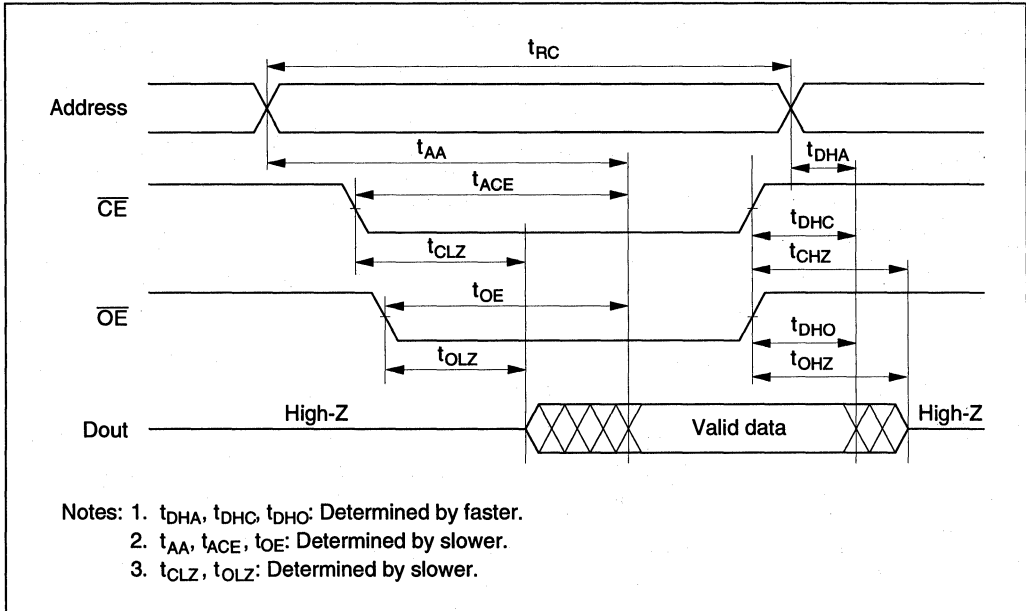 tRC
Address
tAA
tDHA
tACE
CE
tDHC
tCLZ
tCHZ
tOE
OE
tDHO
tOLZ
tOHZ
High-Z
Valid data
High-Z
Dout
Notes: 1. tDHA, tDHC, tDHO: Determined by faster.
2. tAA, tACE, tOE: Determined by slower.
3. tCLZ, tOLZ: Determined by slower.